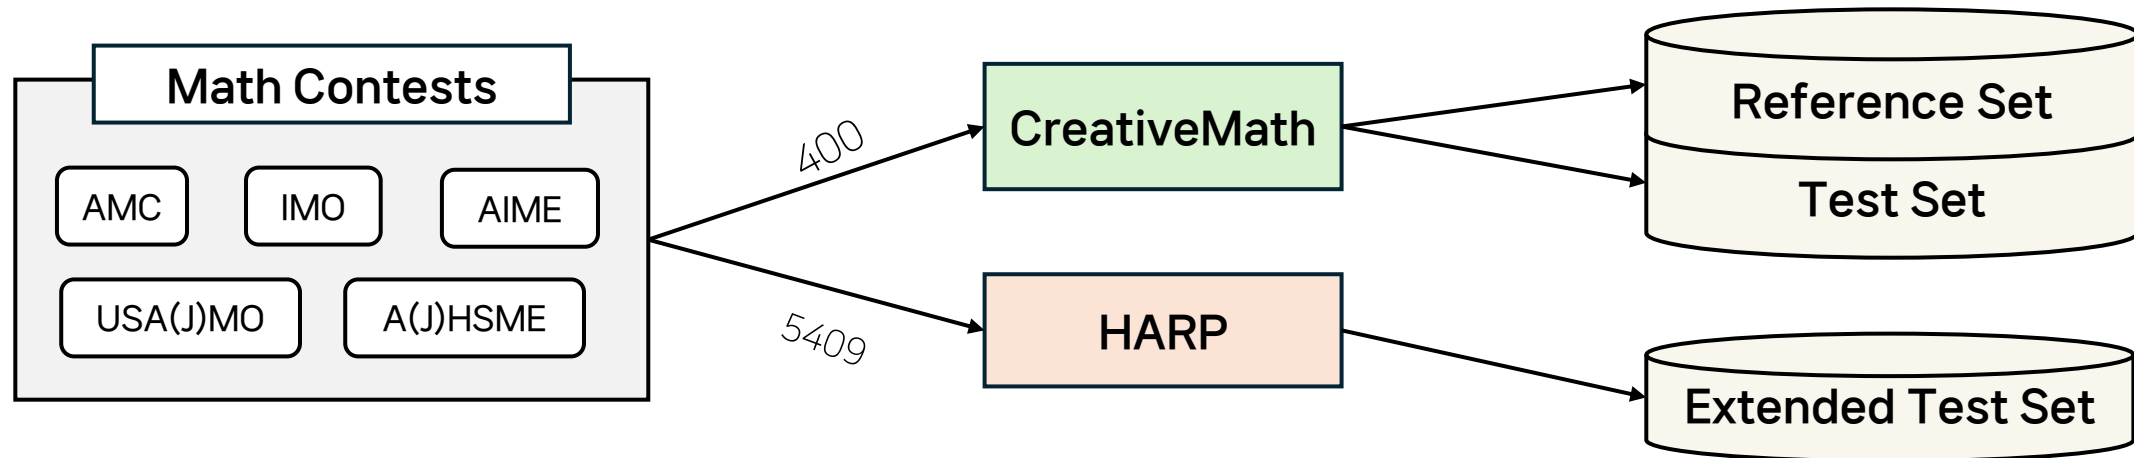 Math Contests
AMC
IMO
AIME
USA(J)MO
A(J)HSME
400
5409
CreativeMath
HARP
Reference Set
Test Set
Extended Test Set